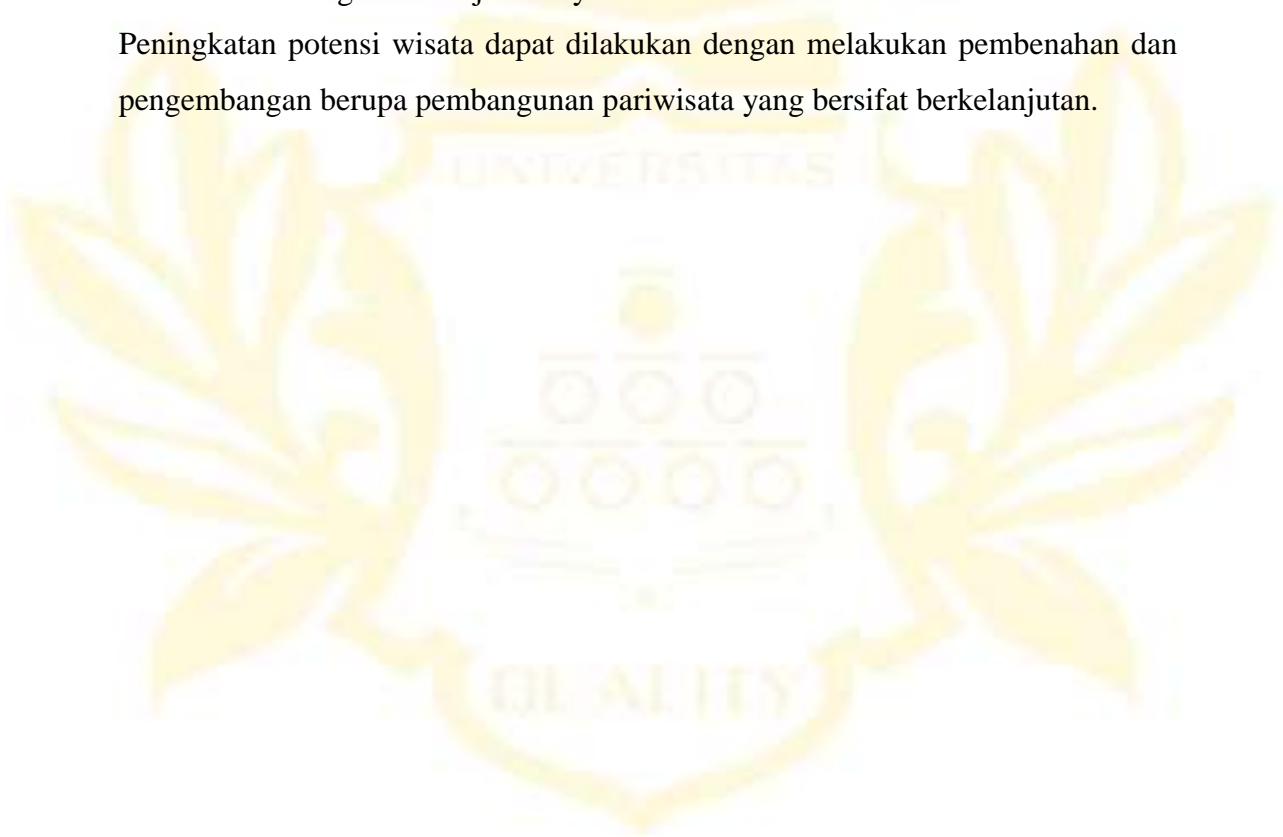 Peningkatan potensi wisata dapat dilakukan dengan melakukan pembenahan dan
pengembangan berupa pembangunan pariwisata yang bersifat berkelanjutan.
UNIVERSITAS
QUALITY